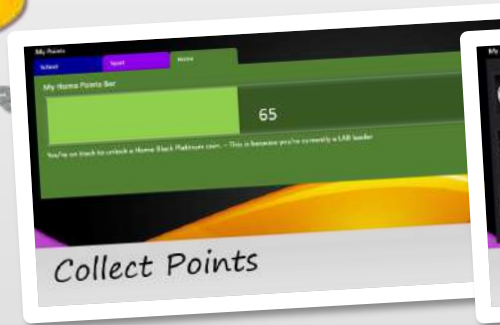 My Points
School Sport Home
My Home Points Bar
65
You're on track to unlock a Home Black Platinum coin. – This is because you're currently a LAB leader
Collect Points
My